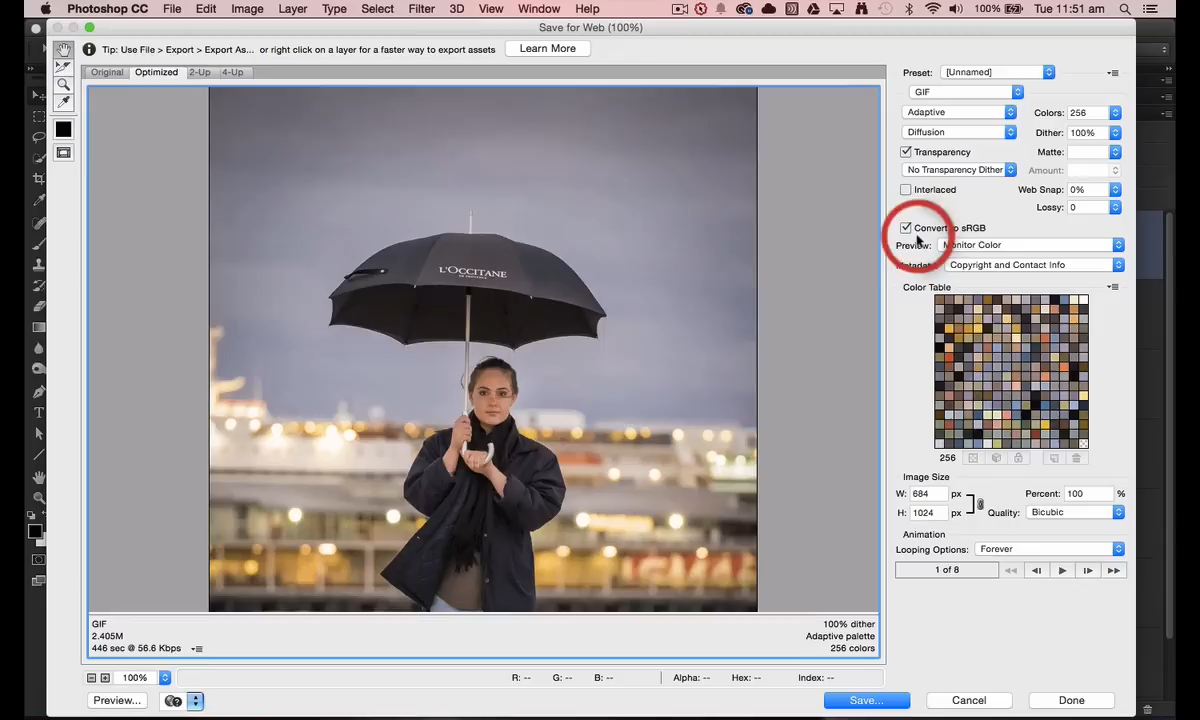 Photoshop CC File Edit Image Layer Type Select Filter 3D View Window Help 100% Tue 11:51 am
Save for Web (100%)
Tip: Use File > Export > Export As... or right click on a layer for a faster way to export assets Learn More
Original Optimized 2-Up 4-Up
Preset: [Unnamed]
GIF
Adaptive Colors: 256
Diffusion Dither: 100%
Transparency Matte:
No Transparency Dither Amount:
Interlaced Web Snap: 0%
Lossy: 0
Convert to sRGB
Preview: Monitor Color
Metadata: Copyright and Contact Info
Color Table
256
Image Size
W: 684 px Percent: 100 %
H: 1024 px Quality: Bicubic
Animation
Looping Options: Forever
1 of 8
L'OCCITANE
GIF 100% dither
2.405M Adaptive palette
446 sec @ 56.6 Kbps 256 colors
100% R: -- G: -- B: -- Alpha: -- Hex: -- Index: --
Preview... Save... Cancel Done